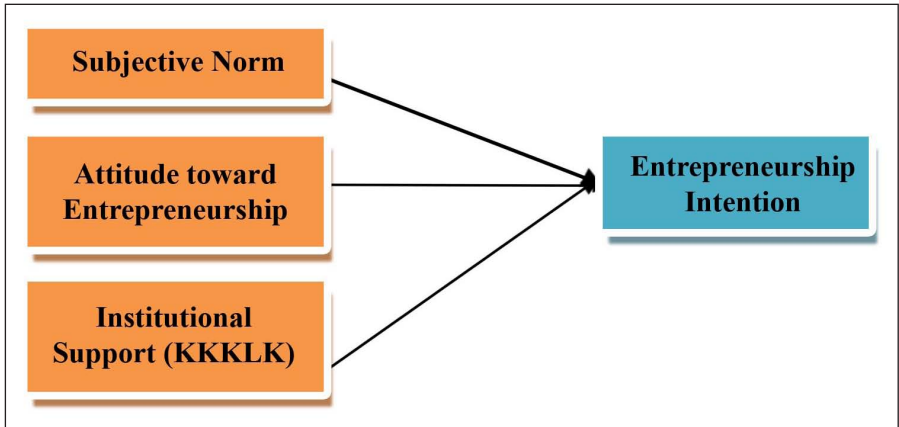 Subjective Norm
Attitude toward
Entrepreneurship
Institutional
Support (KKKLK)
Entrepreneurship
Intention